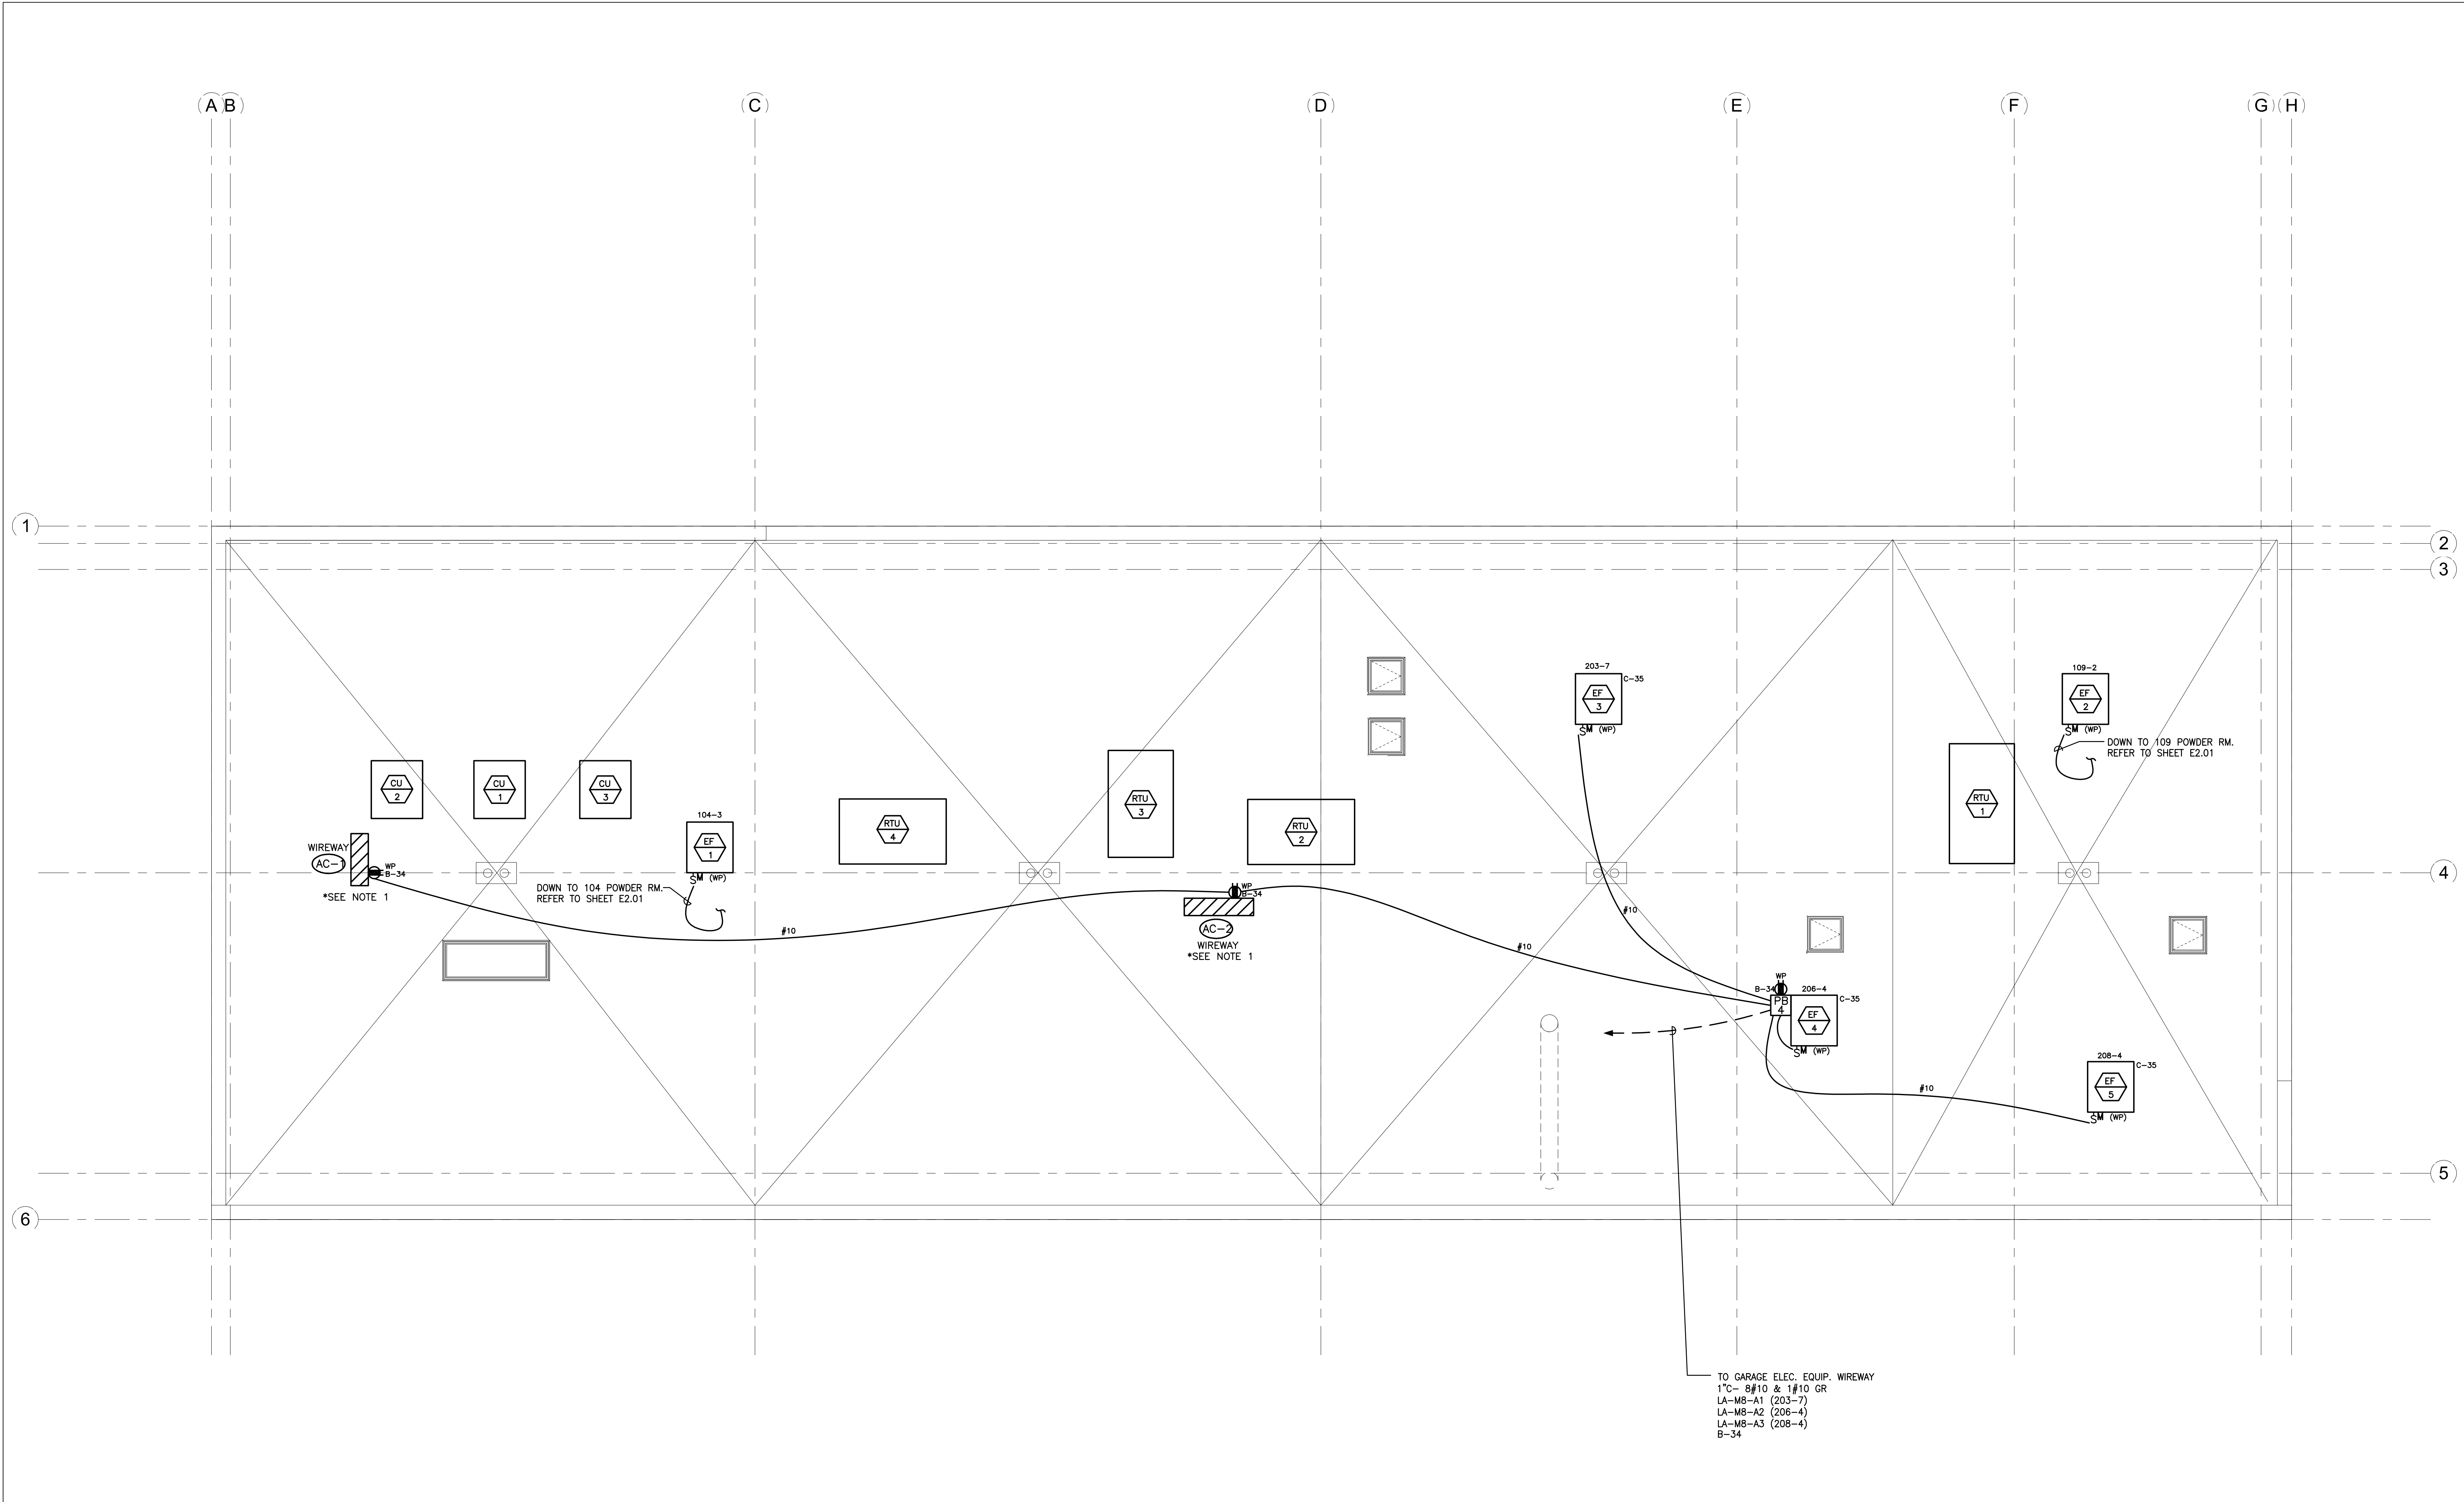 A B C D E F G H
1
2
3
203-7
C-35
EF
3
SM (WP)
109-2
EF
2
SM (WP)
DOWN TO 109 POWDER RM.
REFER TO SHEET E2.01
CU
2
CU
1
CU
3
RTU
4
RTU
3
RTU
2
RTU
1
104-3
EF
1
SM (WP)
DOWN TO 104 POWDER RM.
REFER TO SHEET E2.01
WIREWAY
AC-1
WP
B-34
*SEE NOTE 1
4
WP
B-34
AC-2
WIREWAY
*SEE NOTE 1
#10
#10
#10
WP
B-34
PB
4
206-4
C-35
EF
4
SM (WP)
#10
208-4
C-35
EF
5
SM (WP)
5
6
TO GARAGE ELEC. EQUIP. WIREWAY
1"C- 8#10 & 1#10 GR
LA-M8-A1 (203-7)
LA-M8-A2 (206-4)
LA-M8-A3 (208-4)
B-34